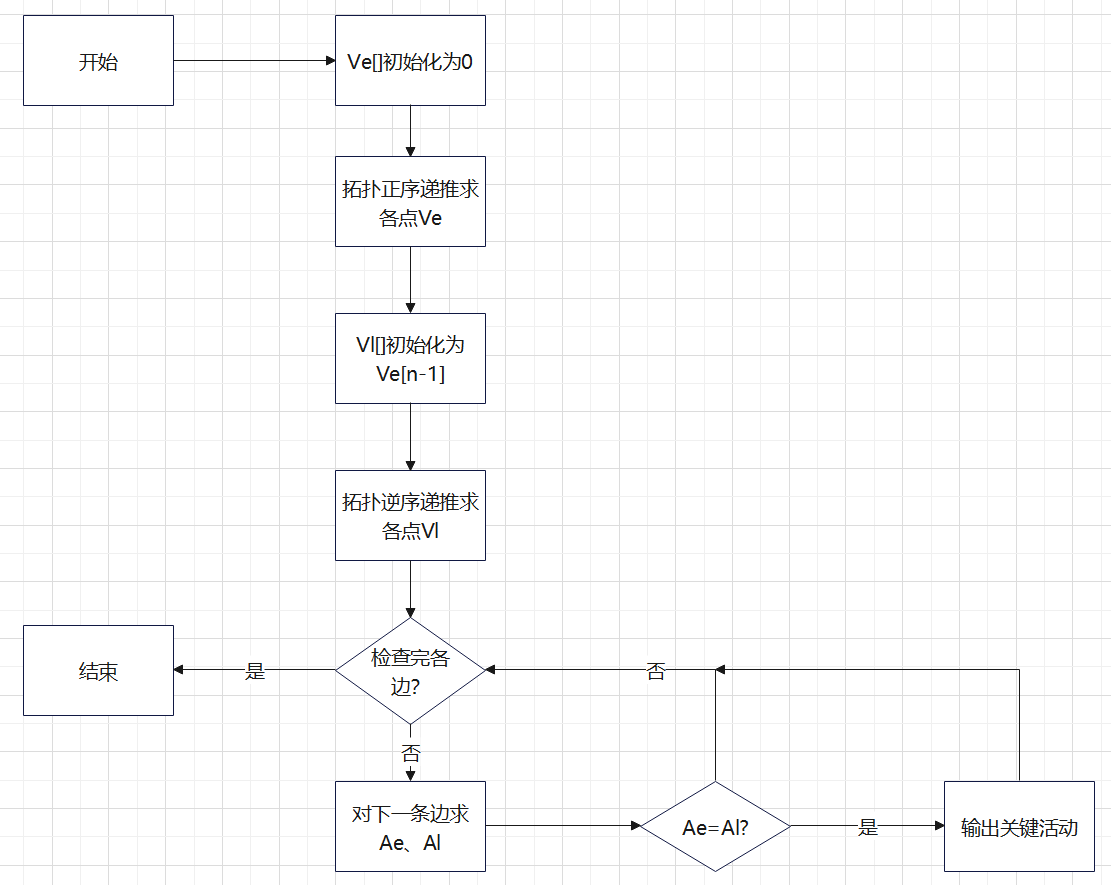 开始
Ve[]初始化为0
拓扑正序递推求
各点Ve
Vl[]初始化为
Ve[n-1]
拓扑逆序递推求
各点Vl
结束
是
检查完各
边?
否
否
对下一条边求
Ae、Al
Ae=Al?
是
输出关键活动